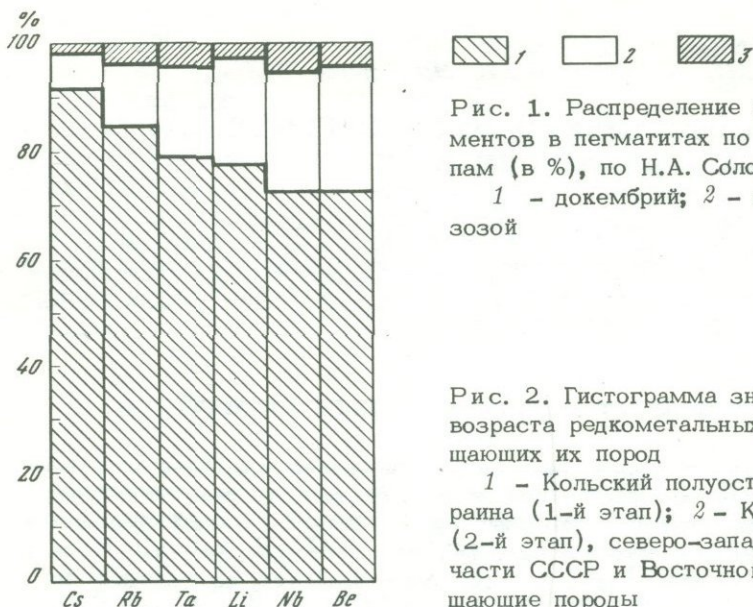 %
100
80
60
40
20
0
Cs Rb Ta Li Nb Be
1 2 3
Рис. 1. Распределение
ментов в пегматитах по
пам (в %), по Н.А. Соло
1 – докембрий; 2 –
зозой
Рис. 2. Гистограмма зн
возраста редкометальны
щающих их пород
1 – Кольский полуост
раина (1-й этап); 2 – К
(2-й этап), северо-запа
части СССР и Восточно
щающие породы